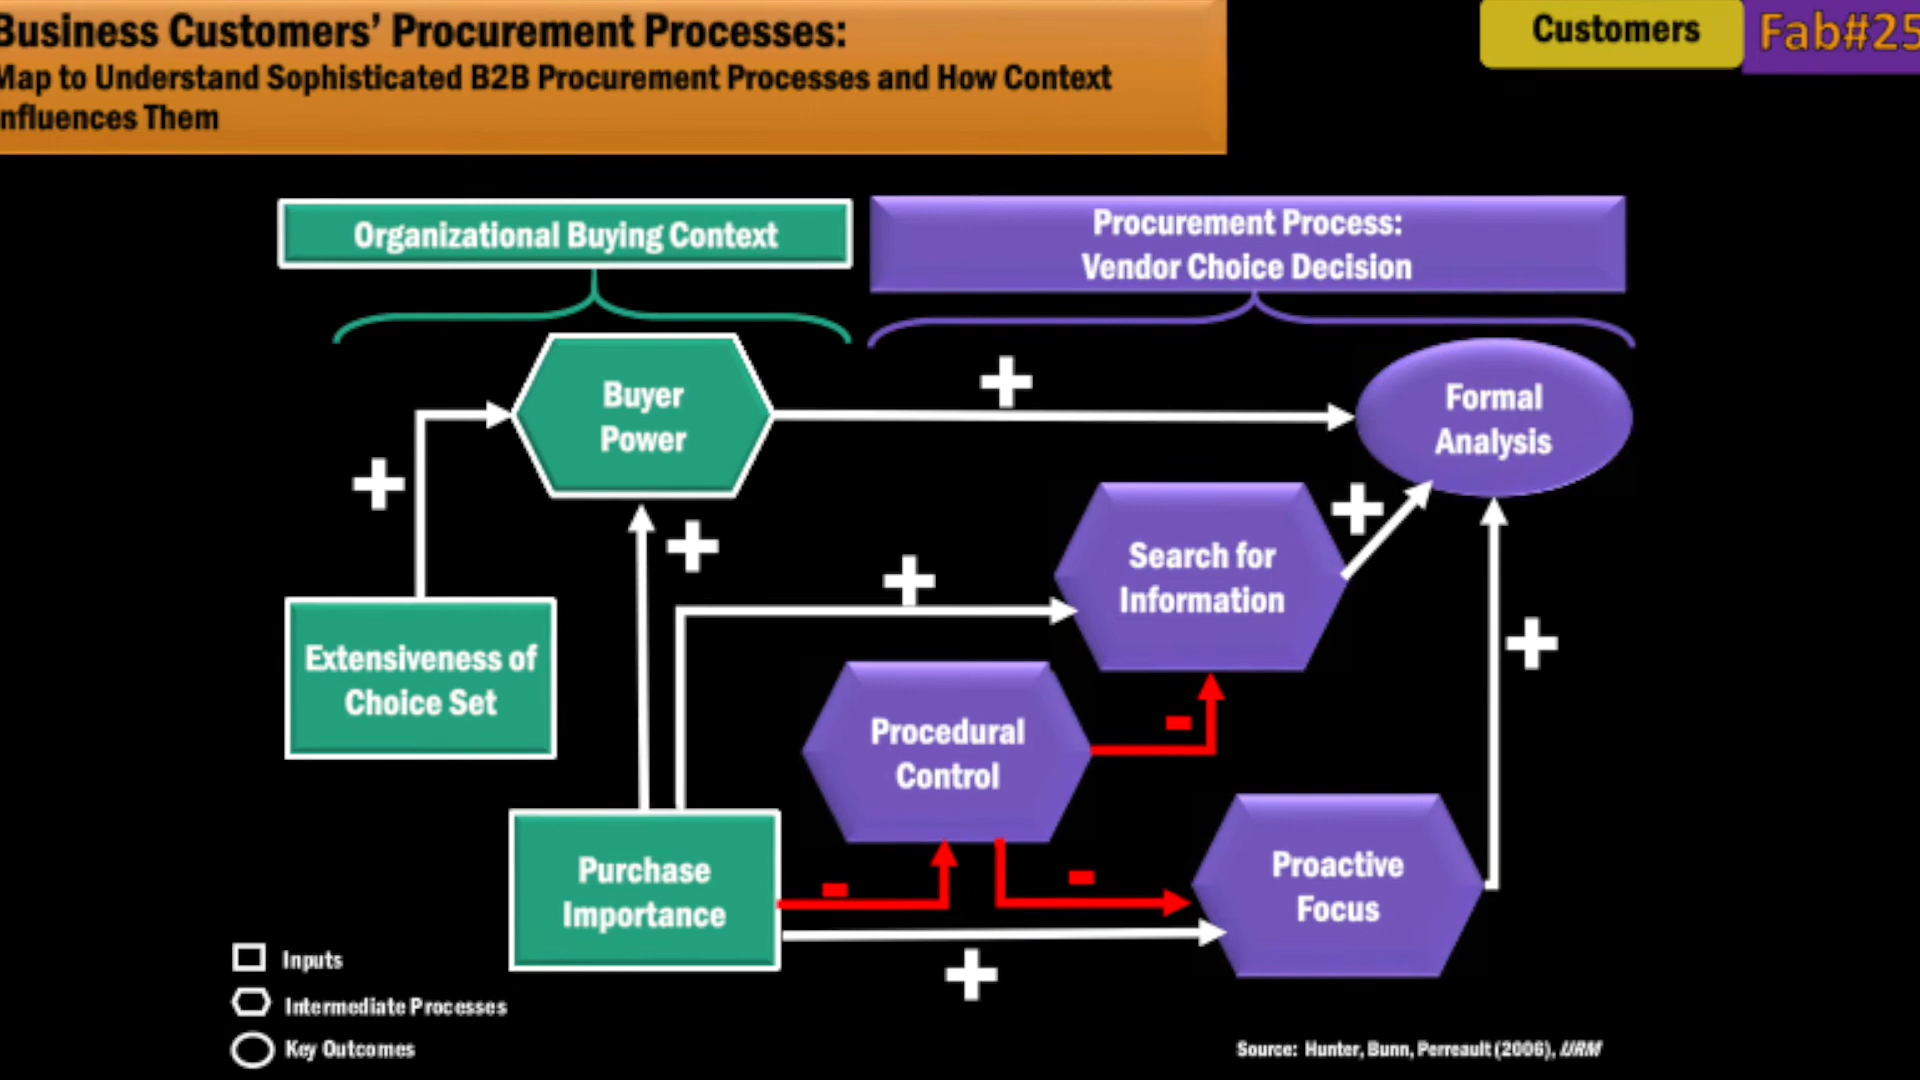 Business Customers’ Procurement Processes:
Map to Understand Sophisticated B2B Procurement Processes and How Context
nfluences Them
Customers
Fab#25
Organizational Buying Context
Procurement Process:
Vendor Choice Decision
Buyer
Power
+
Formal
Analysis
+
+
+
Search for
Information
+
+
Extensiveness of
Choice Set
Procedural
Control
-
Purchase
Importance
-
-
Proactive
Focus
+
Inputs
Intermediate Processes
Key Outcomes
Source: Hunter, Bunn, Perreault (2006), IJRM